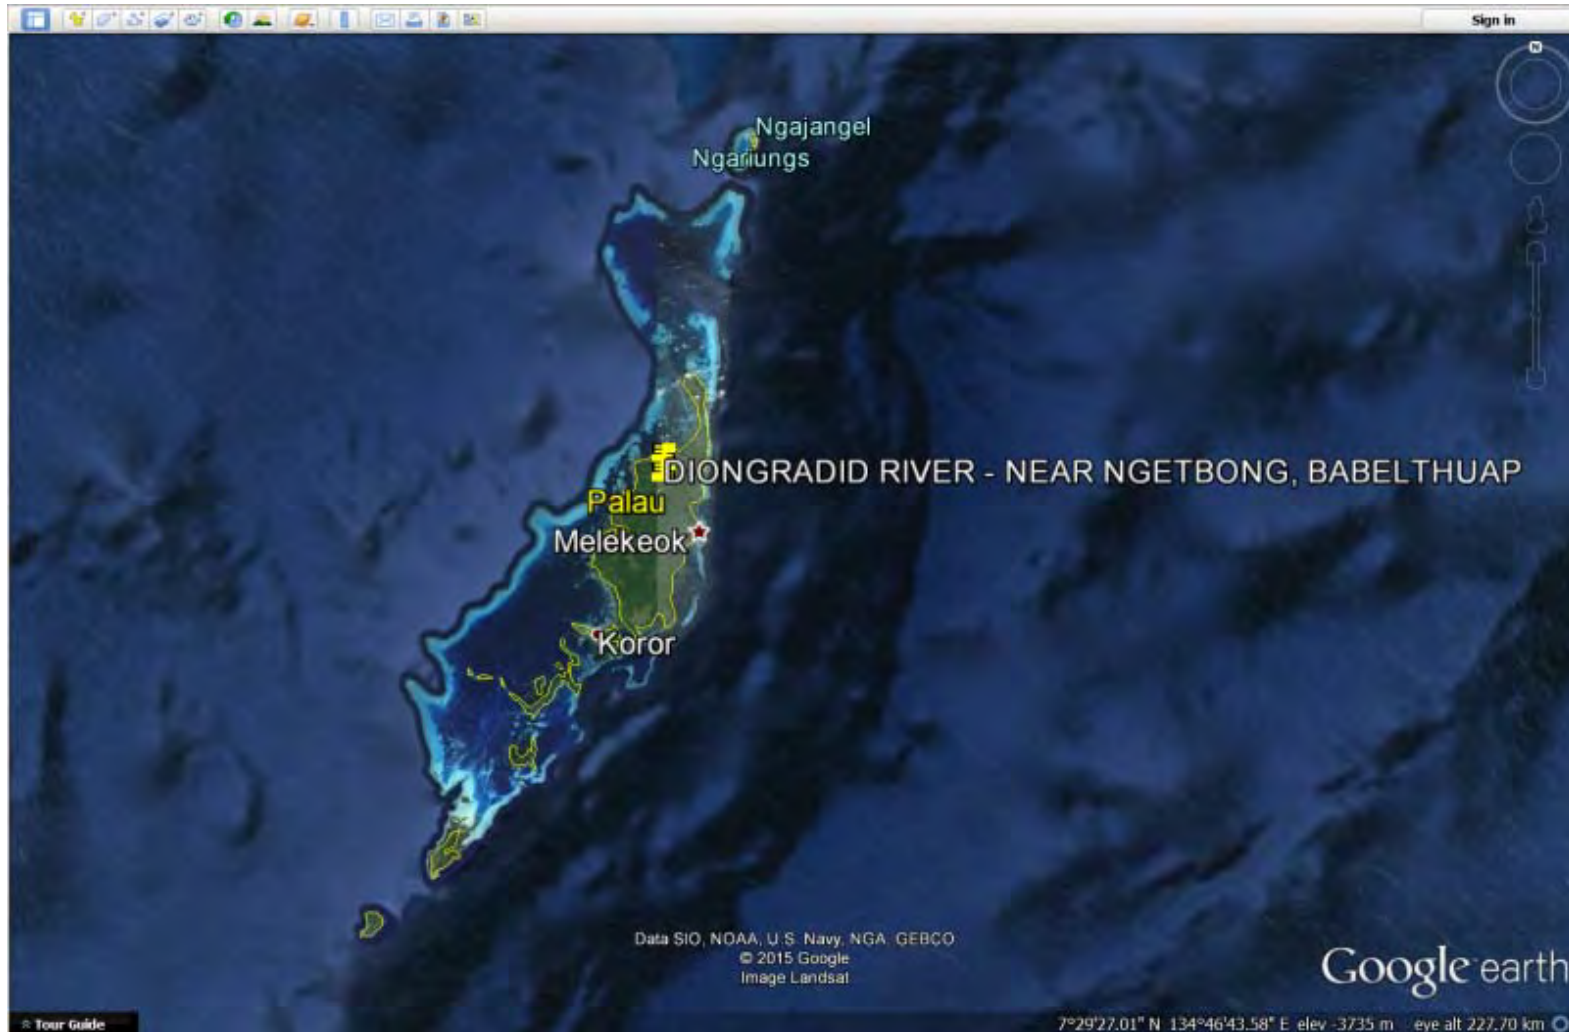 Sign in
N
Ngajangel
Ngariungs
DIONGRADID RIVER - NEAR NGETBONG, BABELTHUAP
Palau
Melekeok
Koror
Data SIO, NOAA, U.S. Navy, NGA, GEBCO
© 2015 Google
Image Landsat
Google earth
Tour Guide
7°29'27.01" N 134°46'43.58" E elev -3735 m eye alt 227.70 km